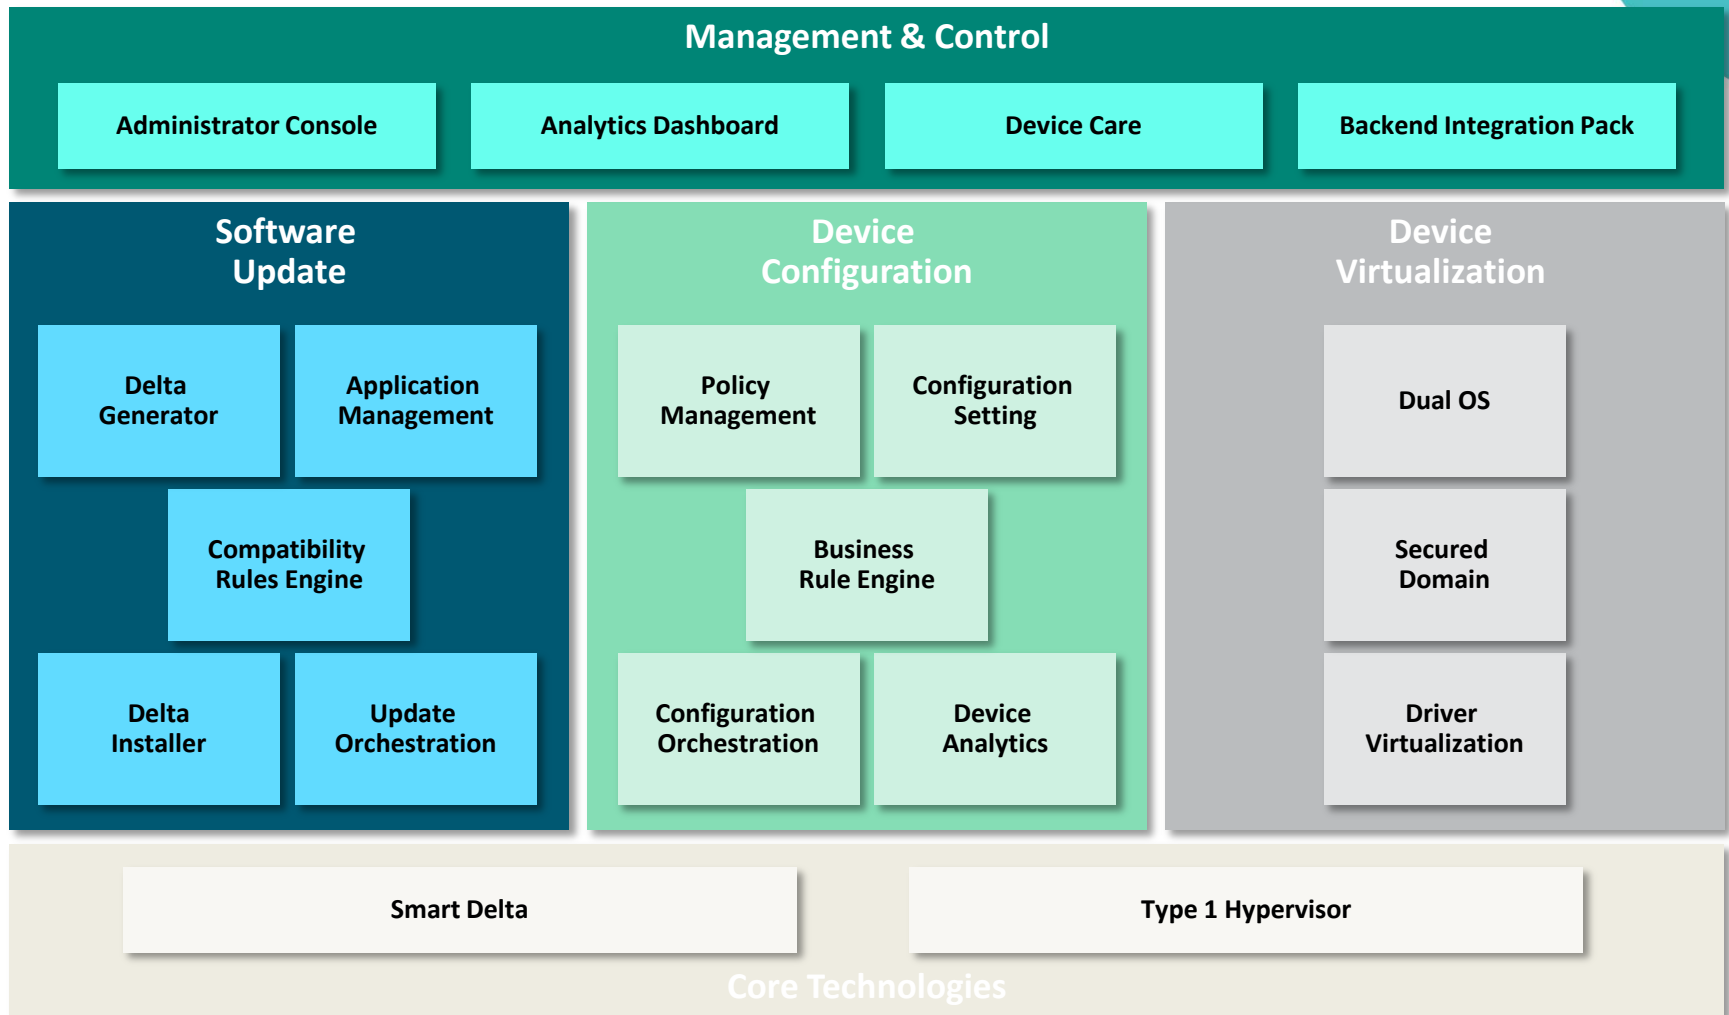 Management & Control
Administrator Console
Analytics Dashboard
Device Care
Backend Integration Pack
Software
Update
Delta
Generator
Application
Management
Compatibility
Rules Engine
Delta
Installer
Update
Orchestration
Device
Configuration
Policy
Management
Configuration
Setting
Business
Rule Engine
Configuration
Orchestration
Device
Analytics
Device
Virtualization
Dual OS
Secured
Domain
Driver
Virtualization
Smart Delta
Type 1 Hypervisor
Core Technologies